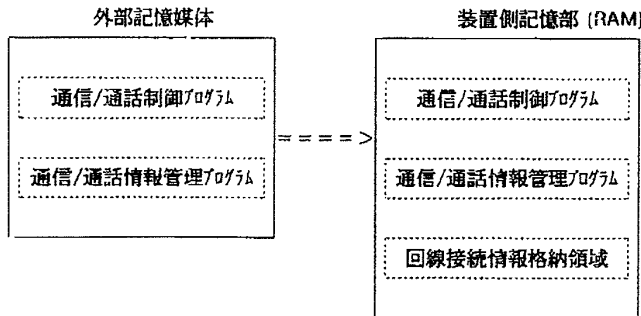 外部記憶媒体
通信/通話制御プログラム
通信/通話情報管理プログラム
====>
装置側記憶部 (RAM)
通信/通話制御プログラム
通信/通話情報管理プログラム
回線接続情報格納領域